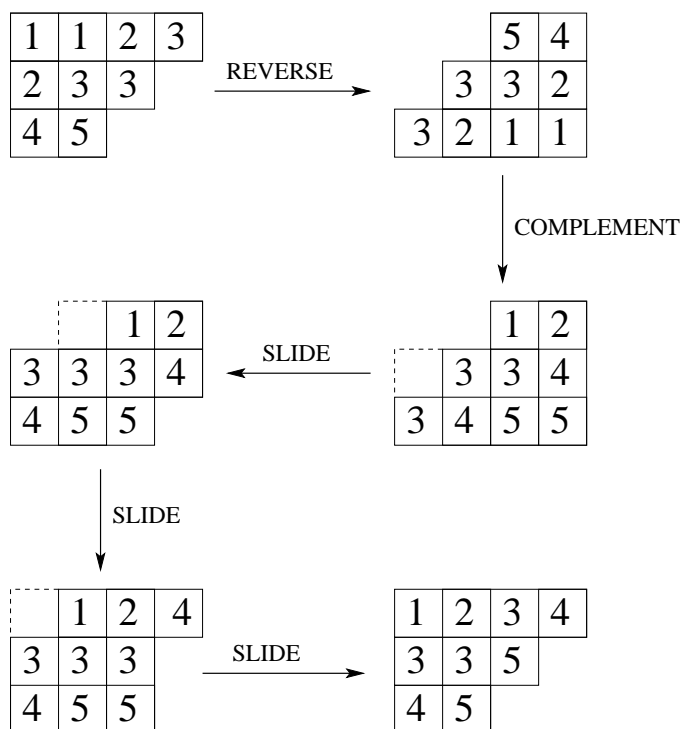 1 1 2 3
2 3 3
4 5
REVERSE
5 4
3 3 2
3 2 1 1
COMPLEMENT
1 2
3 3 3 4
4 5 5
SLIDE
1 2
3 3 4
3 4 5 5
SLIDE
1 2 4
3 3 3
4 5 5
SLIDE
1 2 3 4
3 3 5
4 5